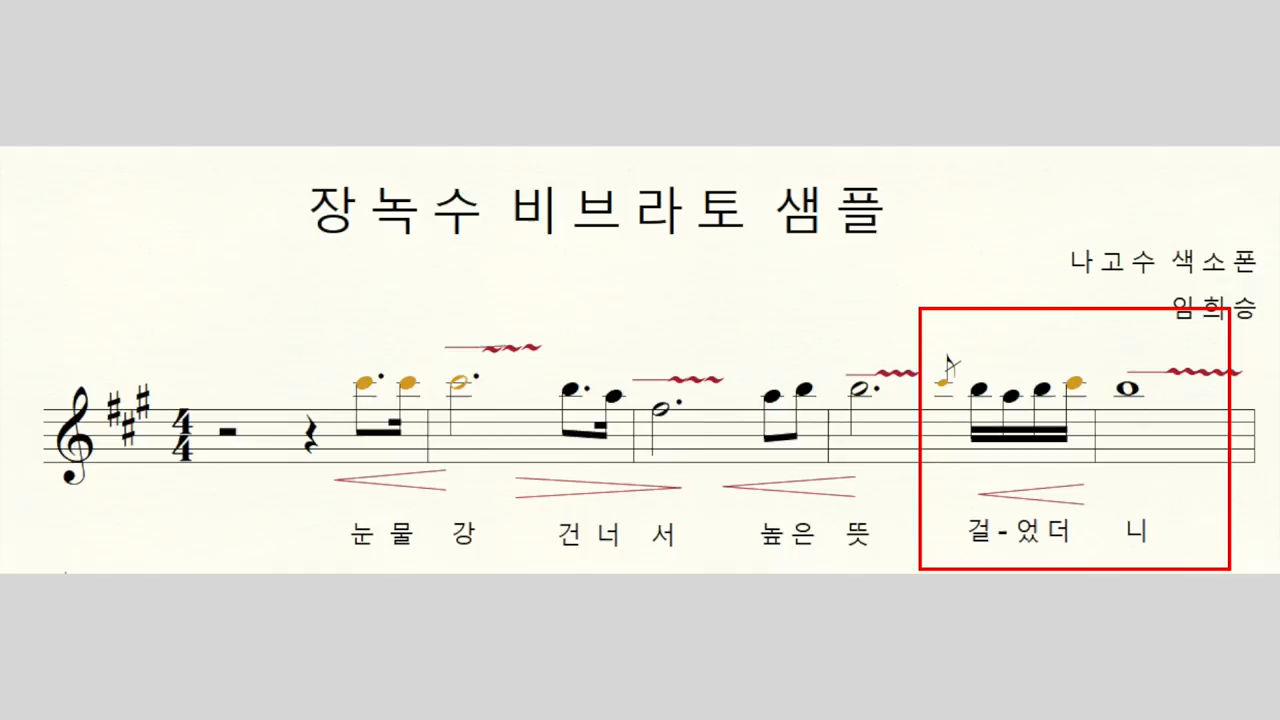 장녹수 비브라토 샘플
나고수 색소폰
임희승
4
4
눈 물 강 건 너 서 높 은 뜻 걸 - 었 더 니